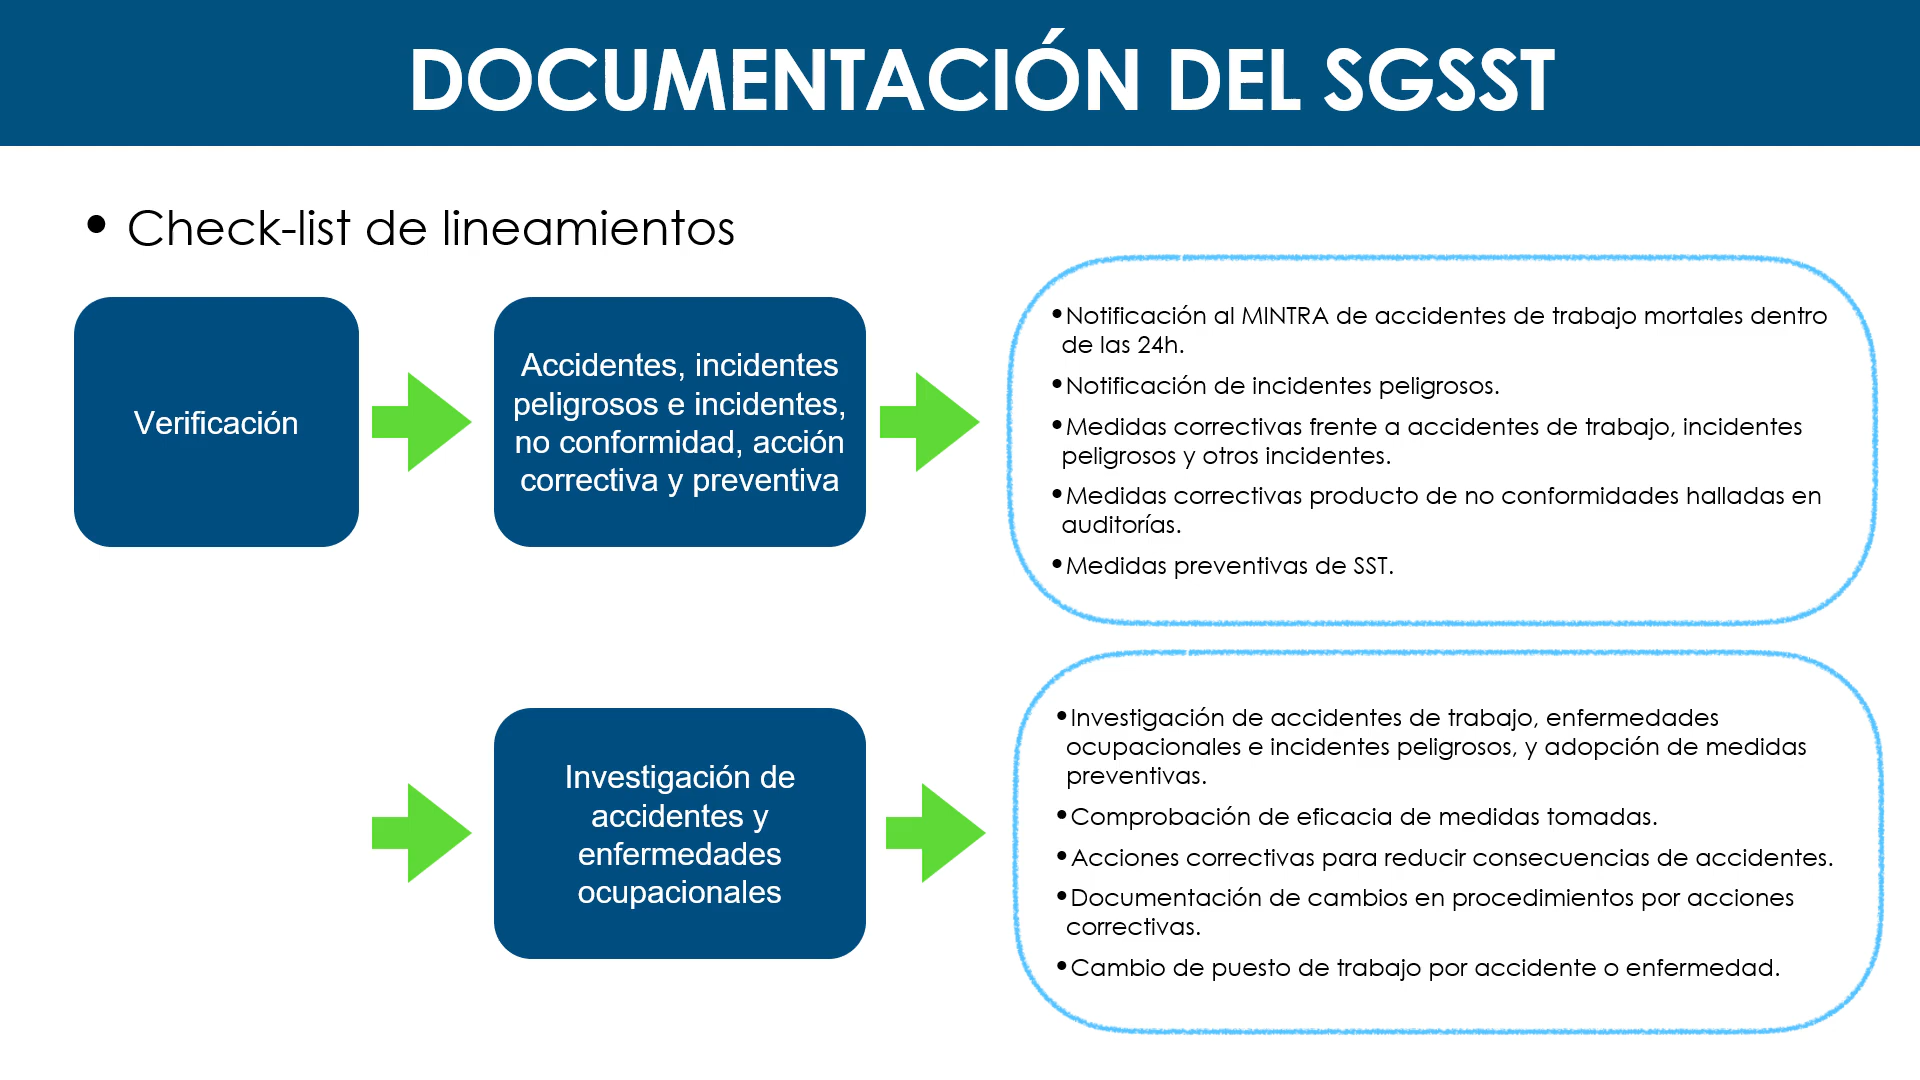 DOCUMENTACIÓN DEL SGSST
• Check-list de lineamientos
Verificación
Accidentes, incidentes
peligrosos e incidentes,
no conformidad, acción
correctiva y preventiva
•Notificación al MINTRA de accidentes de trabajo mortales dentro
de las 24h.
•Notificación de incidentes peligrosos.
•Medidas correctivas frente a accidentes de trabajo, incidentes
peligrosos y otros incidentes.
•Medidas correctivas producto de no conformidades halladas en
auditorías.
•Medidas preventivas de SST.
Investigación de
accidentes y
enfermedades
ocupacionales
•Investigación de accidentes de trabajo, enfermedades
ocupacionales e incidentes peligrosos, y adopción de medidas
preventivas.
•Comprobación de eficacia de medidas tomadas.
•Acciones correctivas para reducir consecuencias de accidentes.
•Documentación de cambios en procedimientos por acciones
correctivas.
•Cambio de puesto de trabajo por accidente o enfermedad.